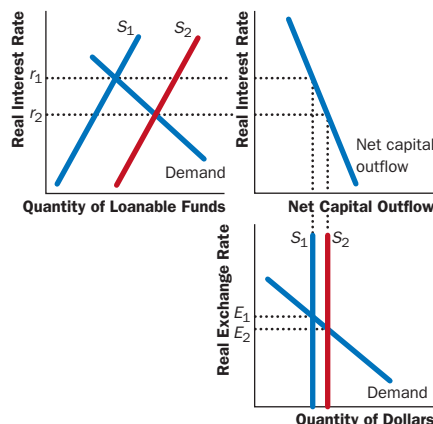 Real Interest Rate
S1
S2
r1
r2
Demand
Quantity of Loanable Funds
Real Interest Rate
Net capital
outflow
Net Capital Outflow
Real Exchange Rate
S1
S2
E1
E2
Demand
Quantity of Dollars